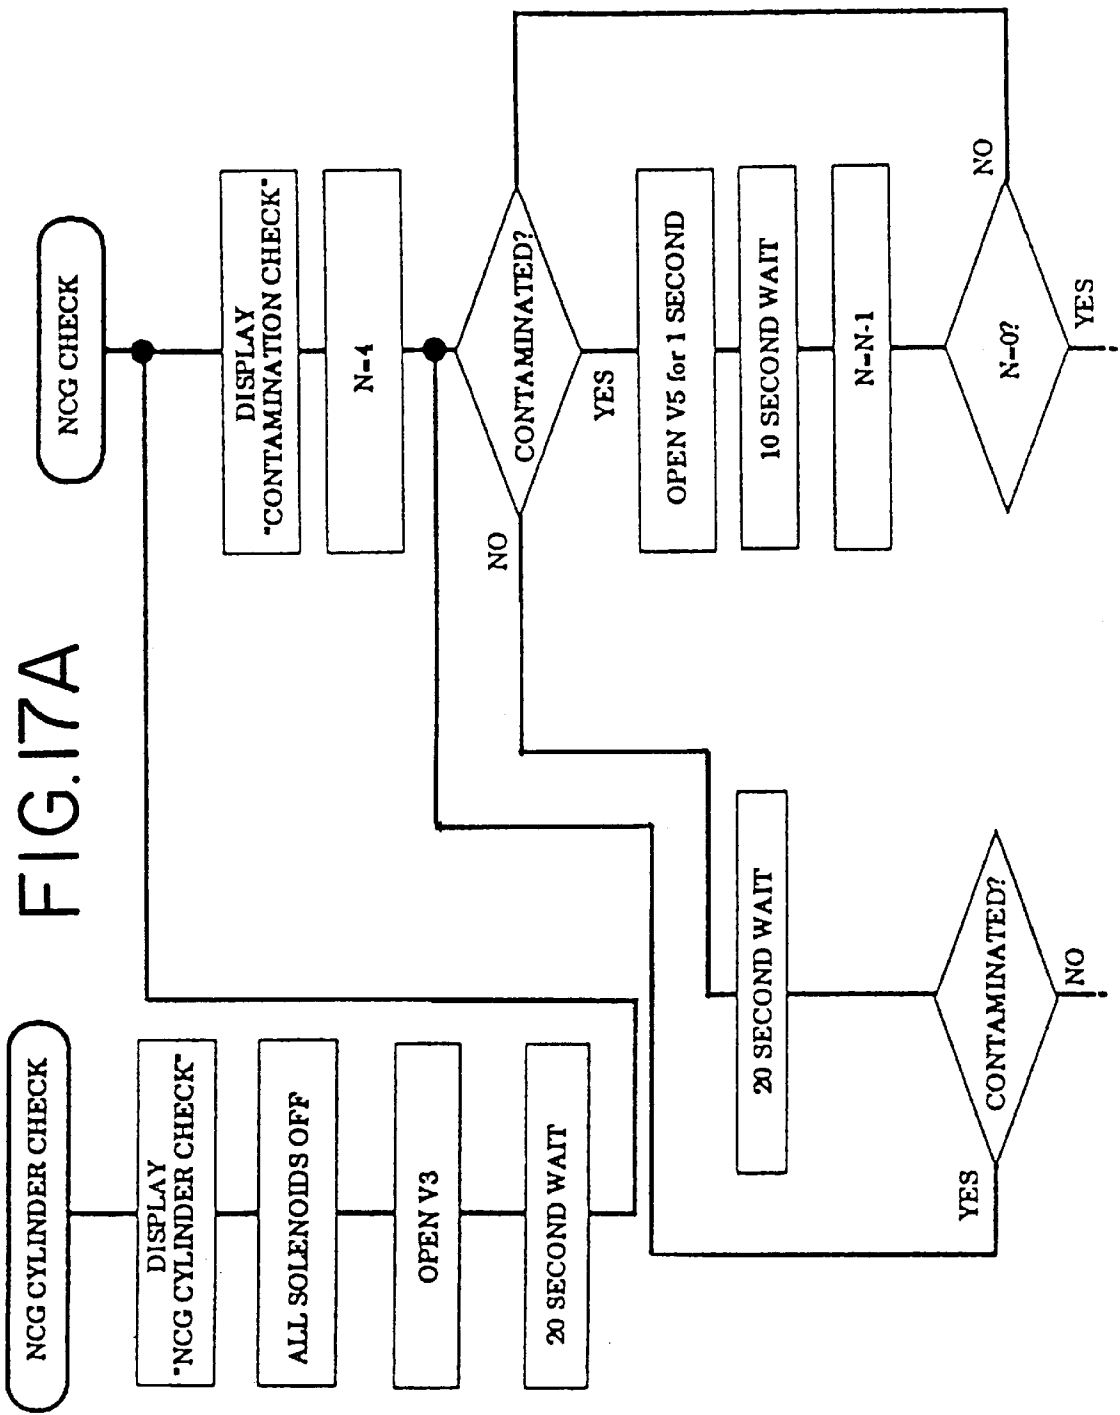 FIG.17A
NCG CYLINDER CHECK
DISPLAY
"NCG CYLINDER CHECK"
ALL SOLENOIDS OFF
OPEN V3
20 SECOND WAIT
NCG CHECK
DISPLAY
"CONTAMINATION CHECK"
N=4
CONTAMINATED?
NO
YES
OPEN V5 for 1 SECOND
10 SECOND WAIT
N=N-1
N=0?
NO
YES
20 SECOND WAIT
CONTAMINATED?
YES
NO